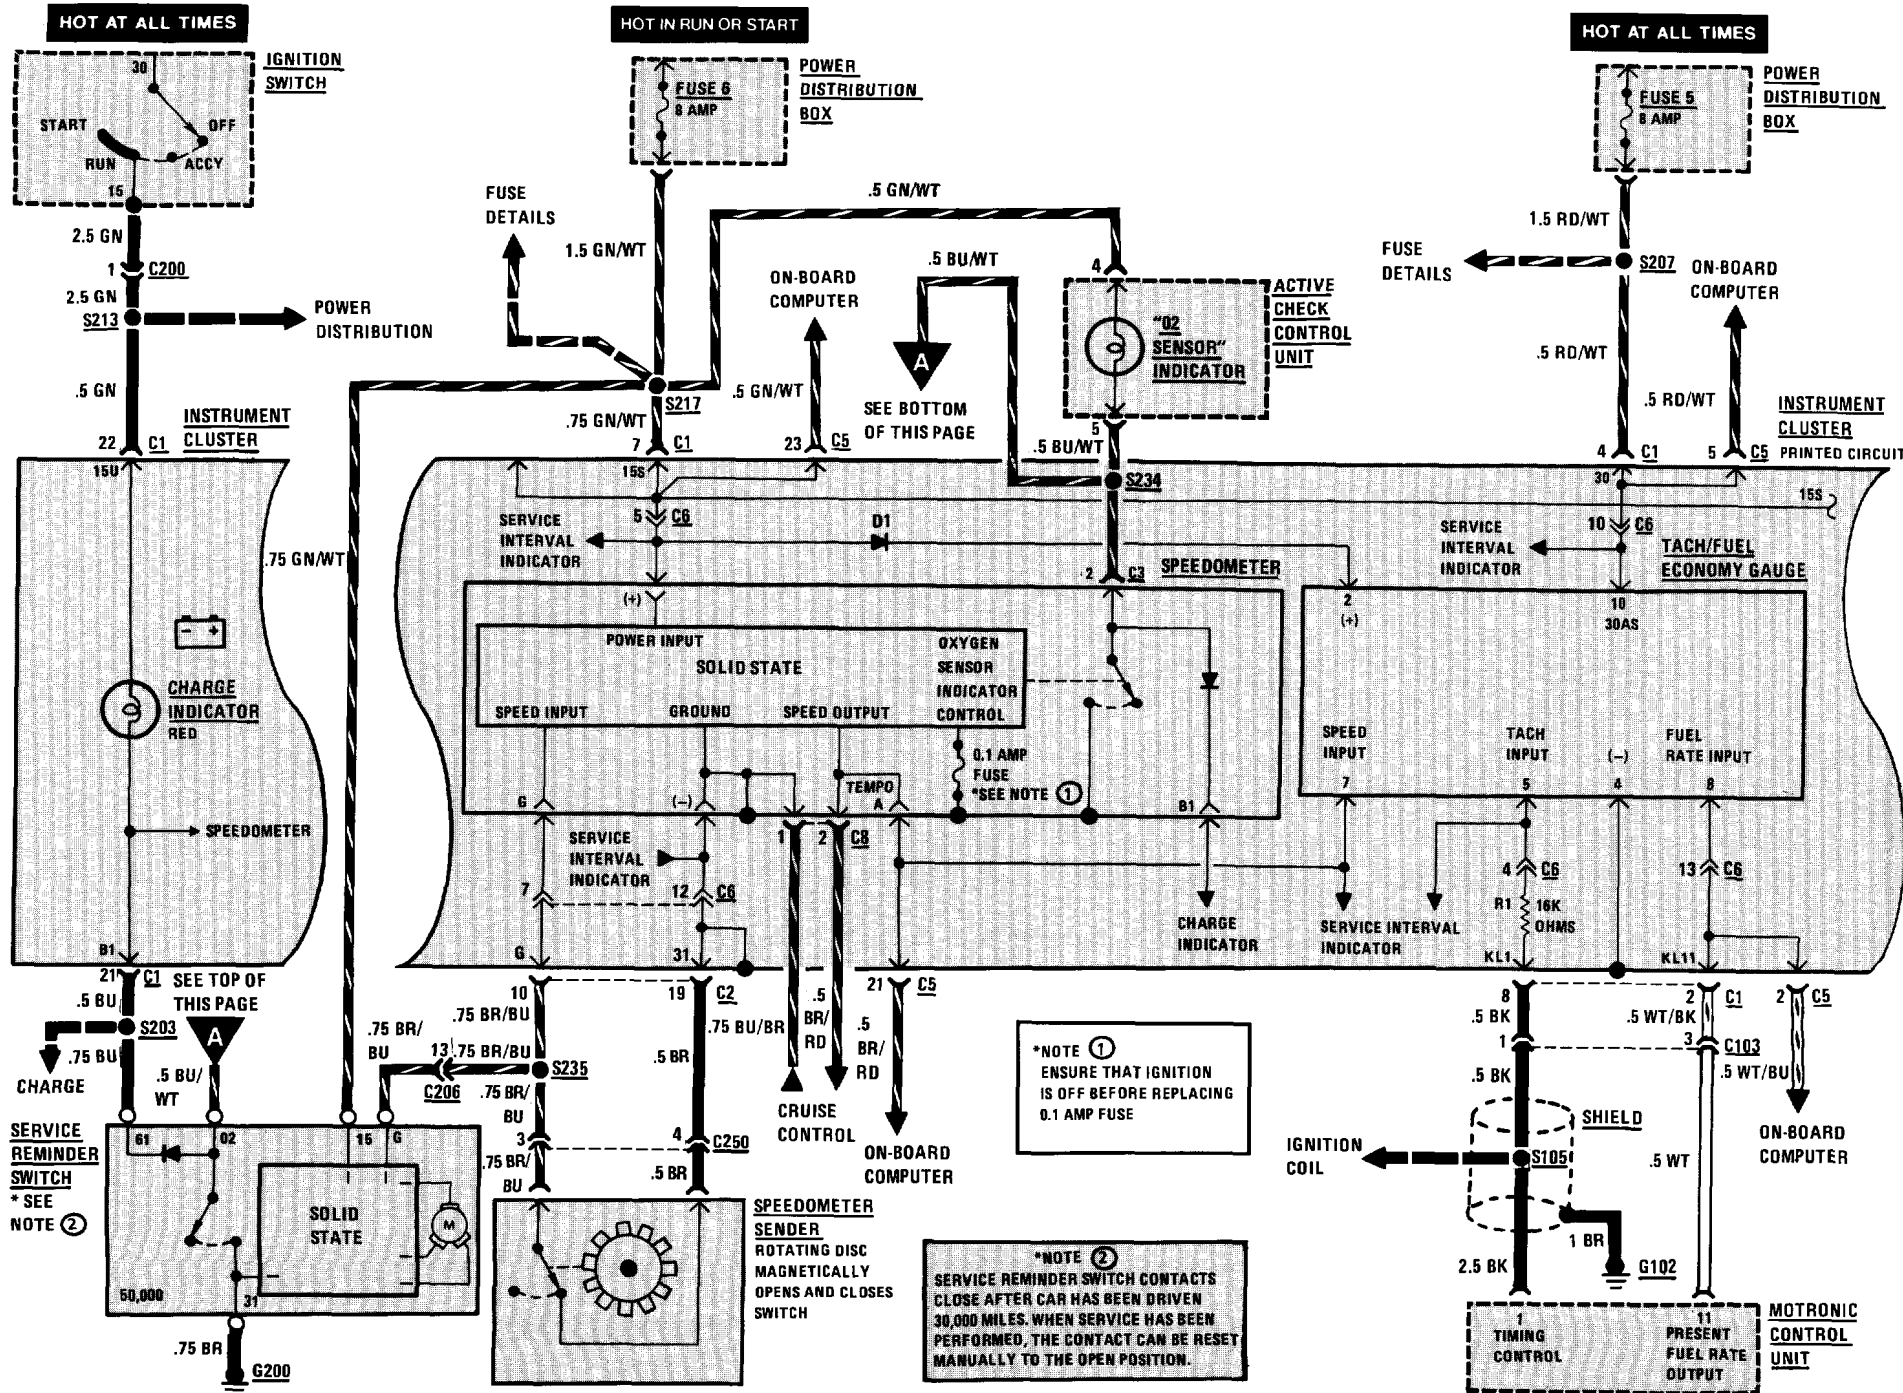 HOT AT ALL TIMES
IGNITION
SWITCH
30
START
OFF
RUN
ACCY
15
2.5 GN
1
C200
2.5 GN
S213
POWER
DISTRIBUTION
.5 GN
INSTRUMENT
CLUSTER
22
C1
15U
CHARGE
INDICATOR
RED
SPEEDOMETER
B1
21
C1
.5 BU
S203
.75 BU
CHARGE
SEE TOP OF
THIS PAGE
A
.5 BU/
WT
SERVICE
REMINDER
SWITCH
* SEE
NOTE 2
61
02
15
G
SOLID
STATE
M
50,000
31
.75 BR
G200
HOT IN RUN OR START
FUSE 6
8 AMP
POWER
DISTRIBUTION
BOX
FUSE
DETAILS
1.5 GN/WT
.5 GN/WT
.5 BU/WT
ON-BOARD
COMPUTER
.5 GN/WT
S217
.75 GN/WT
7
C1
23
C5
A
SEE BOTTOM
OF THIS PAGE
4
ACTIVE
CHECK
CONTROL
UNIT
"02
SENSOR"
INDICATOR
5
.5 BU/WT
S234
.75 GN/WT
15S
5
C6
SERVICE
INTERVAL
INDICATOR
D1
2
C3
SPEEDOMETER
(+)
POWER INPUT
SOLID STATE
OXYGEN
SENSOR
INDICATOR
CONTROL
SPEED INPUT
GROUND
SPEED OUTPUT
0.1 AMP
FUSE
*SEE NOTE 1
G
(-)
TEMPO
A
B1
1
2
C8
SERVICE
INTERVAL
INDICATOR
7
12
C6
CHARGE
INDICATOR
G
31
10
19
C2
21
C5
.75 BR/BU
.75 BR/
BU
13
.75 BR/BU
C206
S235
.75 BR/
BU
.5 BR
.75 BU/BR
.5
BR/
RD
.5
BR/
RD
CRUISE
CONTROL
ON-BOARD
COMPUTER
3
4
C250
.75 BR/
BU
.5 BR
SPEEDOMETER
SENDER
ROTATING DISC
MAGNETICALLY
OPENS AND CLOSES
SWITCH
*NOTE 1
ENSURE THAT IGNITION
IS OFF BEFORE REPLACING
0.1 AMP FUSE
*NOTE 2
SERVICE REMINDER SWITCH CONTACTS
CLOSE AFTER CAR HAS BEEN DRIVEN
30,000 MILES. WHEN SERVICE HAS BEEN
PERFORMED, THE CONTACT CAN BE RESET
MANUALLY TO THE OPEN POSITION.
HOT AT ALL TIMES
FUSE 5
8 AMP
POWER
DISTRIBUTION
BOX
1.5 RD/WT
FUSE
DETAILS
S207
ON-BOARD
COMPUTER
.5 RD/WT
.5 RD/WT
INSTRUMENT
CLUSTER
PRINTED CIRCUIT
4
C1
5
C5
30
15S
10
C6
SERVICE
INTERVAL
INDICATOR
TACH/FUEL
ECONOMY GAUGE
2
(+)
10
30AS
SPEED
INPUT
TACH
INPUT
(-)
FUEL
RATE INPUT
7
5
4
8
4
C6
13
C6
R1
16K
OHMS
SERVICE INTERVAL
INDICATOR
KL1
KL11
8
2
C1
2
C5
.5 BK
.5 WT/BK
1
3
C103
.5 BK
.5 WT/BU
SHIELD
IGNITION
COIL
S105
.5 WT
ON-BOARD
COMPUTER
1 BR
G102
2.5 BK
1
TIMING
CONTROL
11
PRESENT
FUEL RATE
OUTPUT
MOTRONIC
CONTROL
UNIT